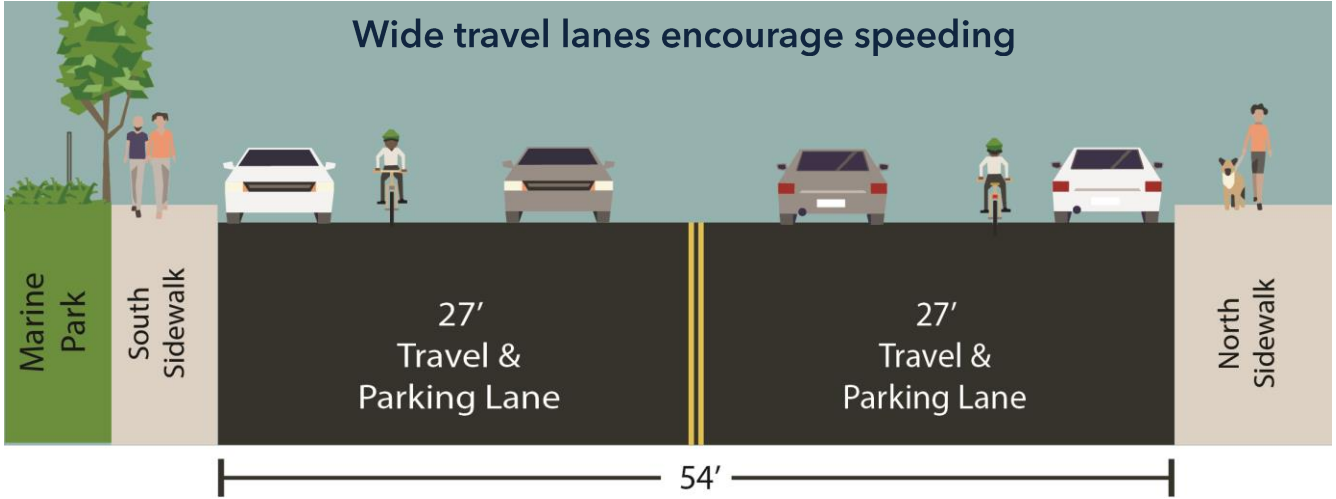 Wide travel lanes encourage speeding
Marine
Park
South
Sidewalk
27’
Travel &
Parking Lane
27’
Travel &
Parking Lane
North
Sidewalk
54’